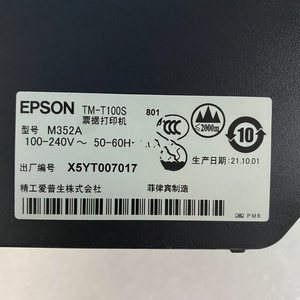 EPSON TM-T100S
票据打印机
801
型号 M352A
100-240V～ 50-60H
≤2000m
10
生产日期 21.10.01
出厂编号 X5YT007017
精工爱普生株式会社 菲律宾制造
PM6